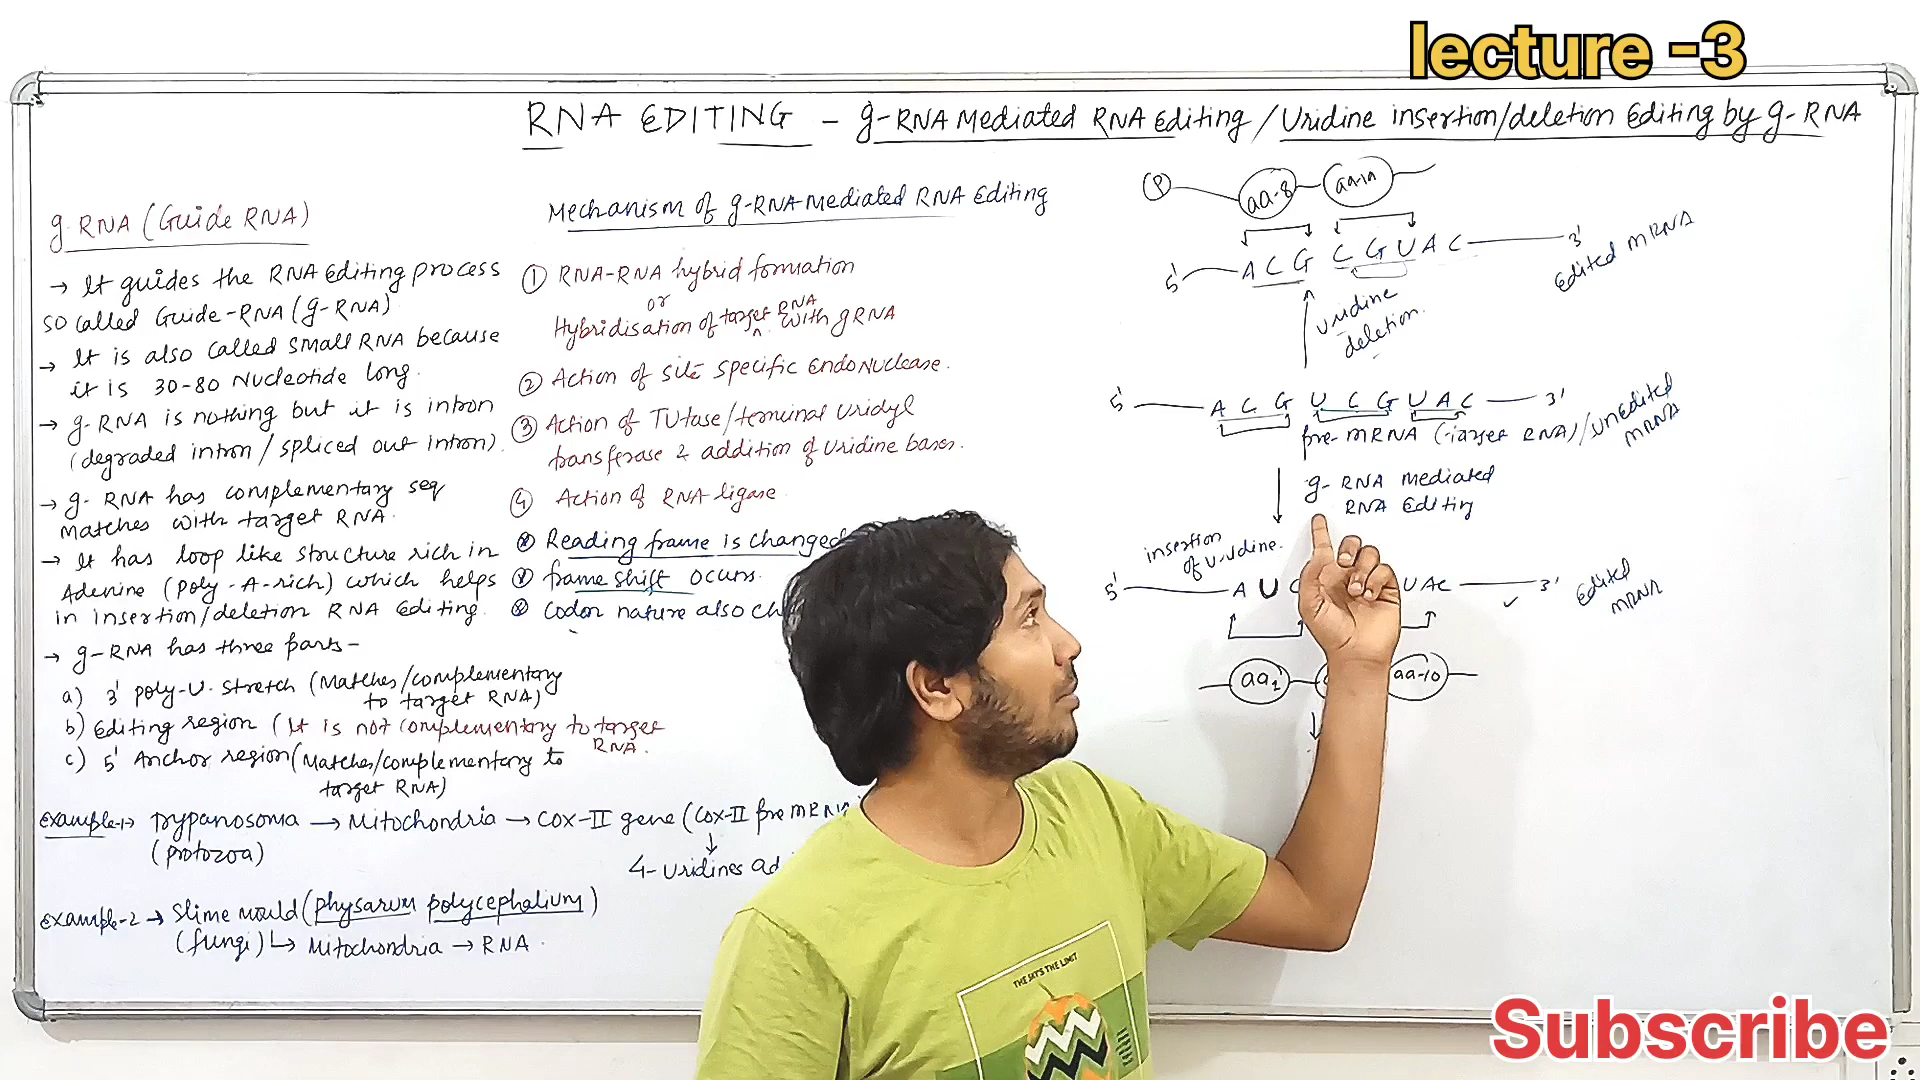 lecture -3
RNA EDITING - g-RNA Mediated RNA Editing / Uridine insertion/deletion Editing by g-RNA
g RNA (Guide RNA)
→ It guides the RNA Editing process
so called Guide-RNA (g-RNA)
→ It is also called small RNA because
it is 30-80 Nucleotide long.
→ g-RNA is nothing but it is intron
(degraded intron / spliced out intron)
→ g-RNA has complementary seq
Matches with target RNA.
→ It has loop like structure rich in
Adenine (poly-A-rich) which helps
in insertion/deletion RNA Editing.
→ g-RNA has three parts-
a) 3' poly-U. stretch (Matches/complementary
to target RNA)
b) Editing region (It is not complementary to target
RNA.
c) 5' Anchor region (Matches/complementary to
target RNA)
Example-1→ Trypanosoma → Mitochondria → COX-II gene (COX-II pre mRNA
(protozoa)
↓
4-Uridines ad
Example-2 → Slime mould (physarum polycephalium)
(fungi) ↳ Mitochondria → RNA
Mechanism of g-RNA mediated RNA Editing
① RNA-RNA hybrid formation
or
Hybridisation of target RNA with g RNA
② Action of site specific Endonuclease.
③ Action of TUtase/terminal Uridyl
transferase & addition of Uridine bases.
④ Action of RNA ligase.
Reading frame is changed
frame shift occurs.
Codon nature also ch
P aa-8 aa-10
5' A C G C G U A C 3'
Edited mRNA
Uridine
deletion.
5' A C G U C G U A C 3'
pre-mRNA (target RNA)/unedited
mRNA
g- RNA mediated
RNA Editing
insertion
of uridine.
5' A U C UAC 3'
Edited
mRNA
aa1 aa-10
THE SKY'S THE LIMIT
Subscribe